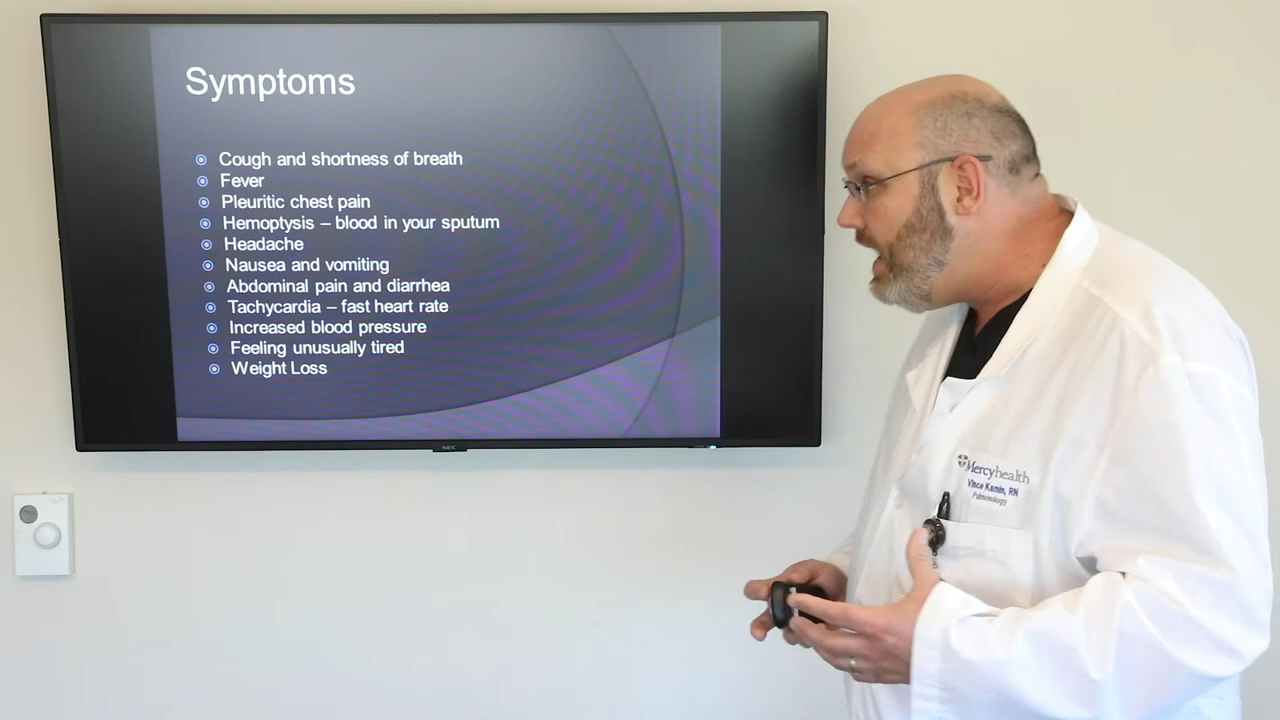 Symptoms
Cough and shortness of breath
Fever
Pleuritic chest pain
Hemoptysis – blood in your sputum
Headache
Nausea and vomiting
Abdominal pain and diarrhea
Tachycardia – fast heart rate
Increased blood pressure
Feeling unusually tired
Weight Loss
NEC
Mercyhealth
Vince Kamin, RN
Pulmonology